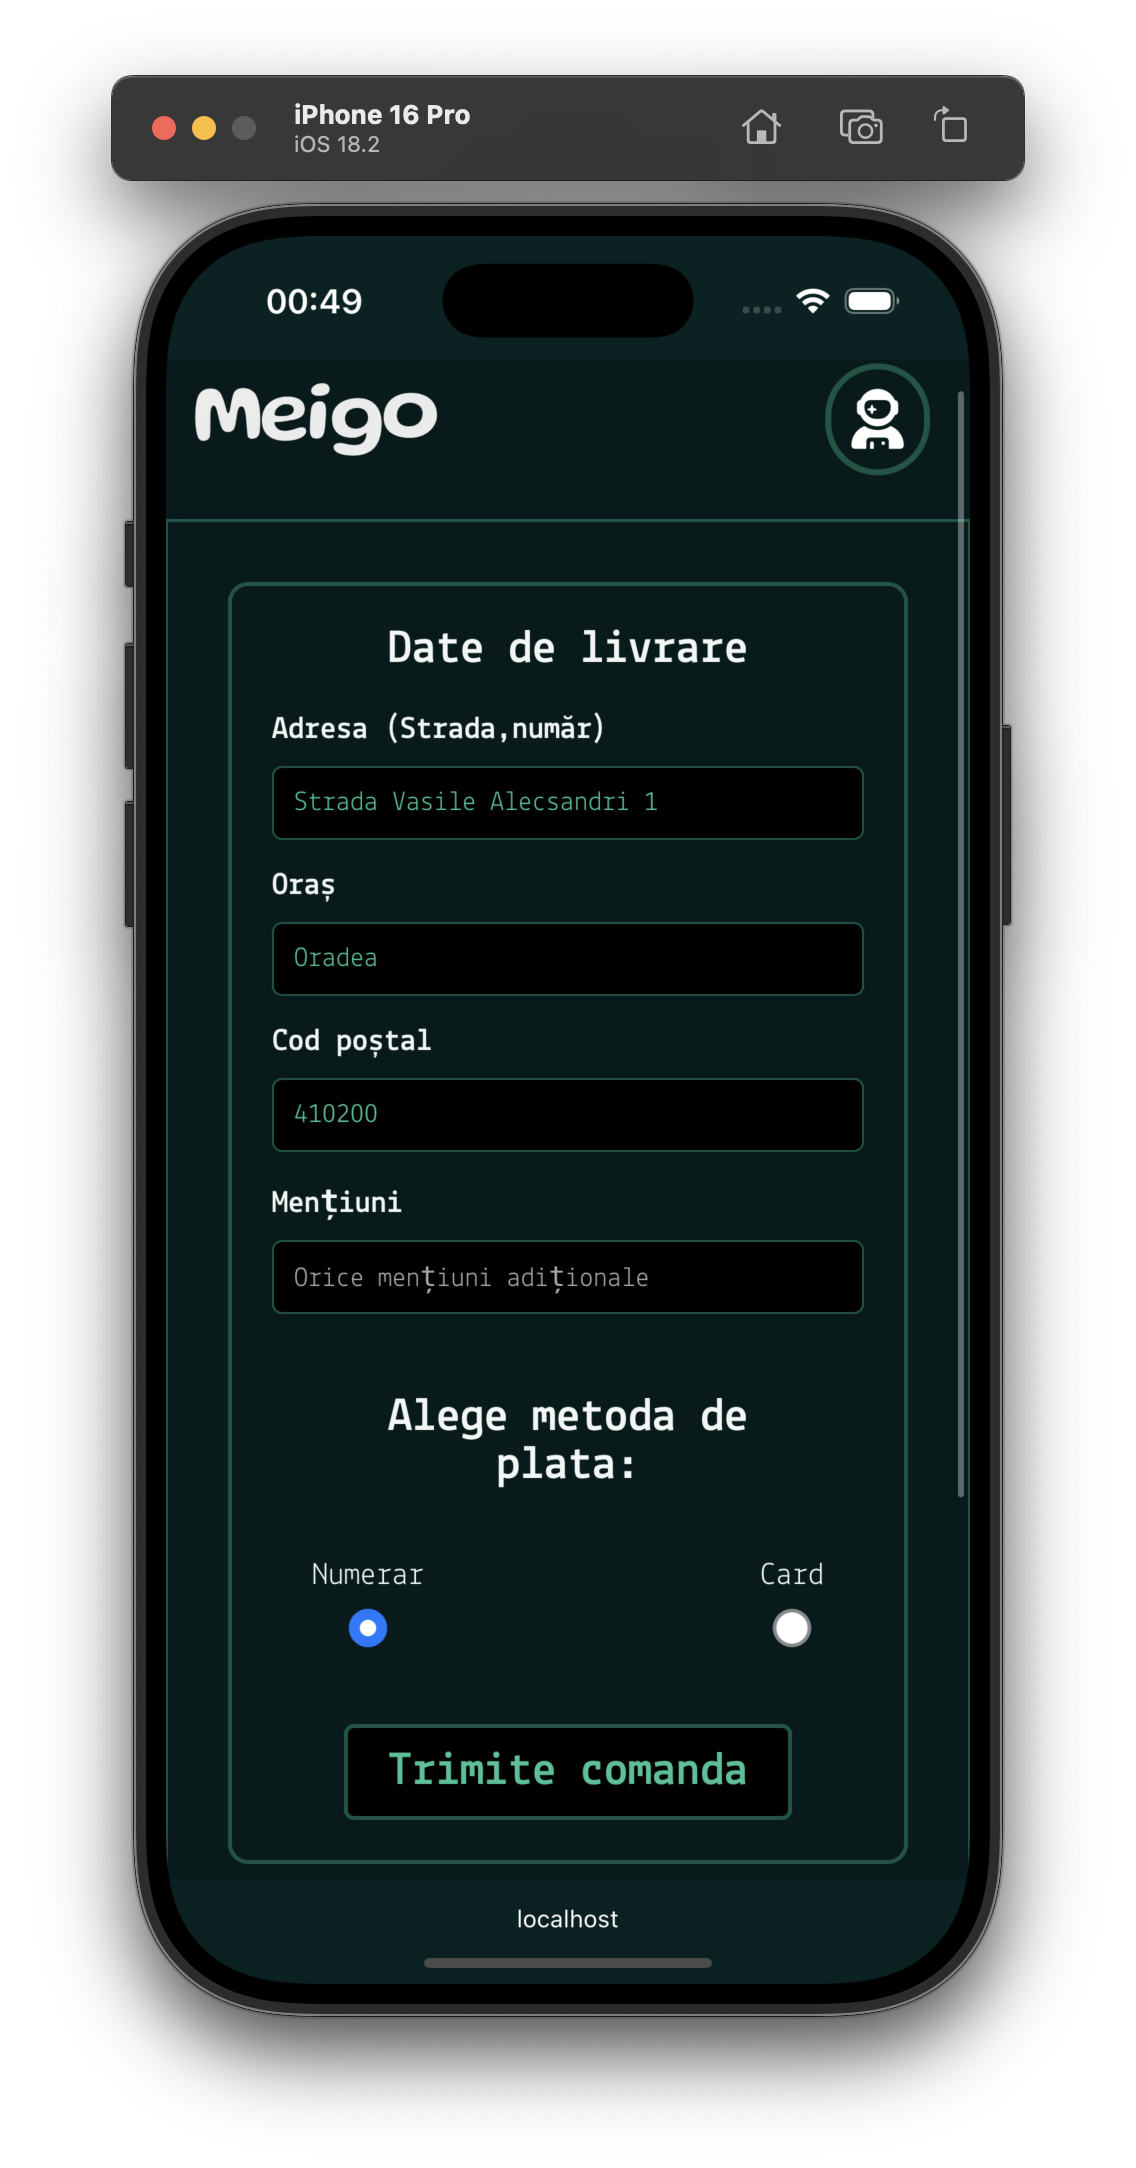 iPhone 16 Pro
iOS 18.2
00:49
Meigo
Date de livrare
Adresa (Strada,număr)
Strada Vasile Alecsandri 1
Oraș
Oradea
Cod poștal
410200
Mențiuni
Orice mențiuni adiționale
Alege metoda de
plata:
Numerar
Card
Trimite comanda
localhost